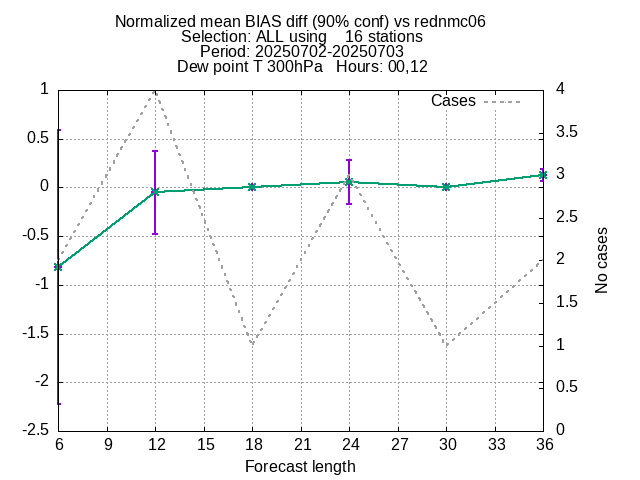 Normalized mean BIAS diff (90% conf) vs rednmc06
Selection: ALL using    16 stations
Period: 20250702-20250703
Dew point T 300hPa   Hours: 00,12
Cases
1
0.5
0
-0.5
-1
-1.5
-2
-2.5
4
3.5
3
2.5
2
1.5
1
0.5
0
No cases
6 9 12 15 18 21 24 27 30 33 36
Forecast length